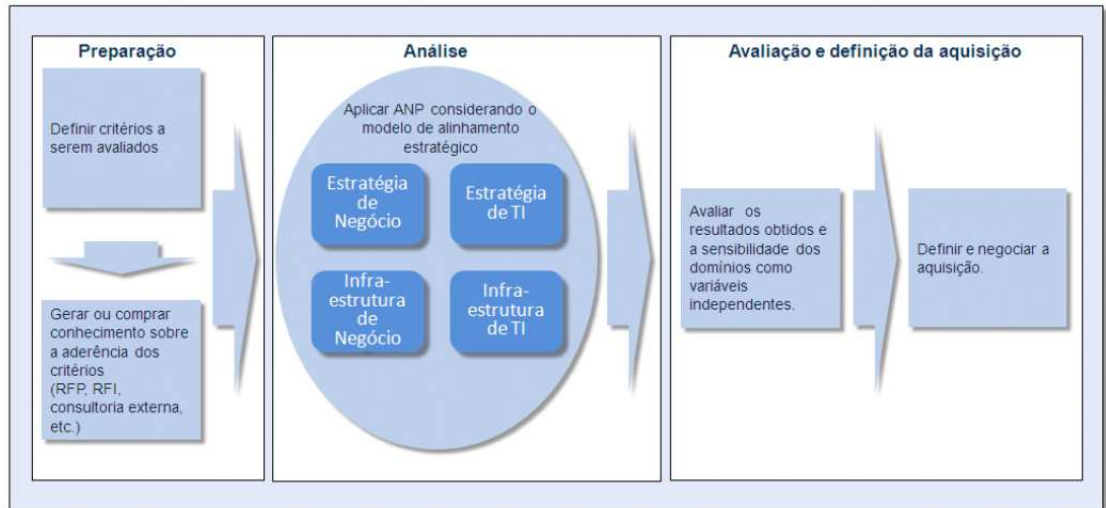 Preparação
Definir critérios a
serem avaliados
Gerar ou comprar
conhecimento sobre
a aderência dos
critérios
(RFP, RFI,
consultoria externa,
etc.)
Análise
Aplicar ANP considerando o
modelo de alinhamento
estratégico
Estratégia
de
Negócio
Estratégia
de TI
Infra-
estrutura
de
Negócio
Infra-
estrutura
de TI
Avaliação e definição da aquisição
Avaliar os
resultados obtidos e
a sensibilidade dos
domínios como
variáveis
independentes.
Definir e negociar a
aquisição.